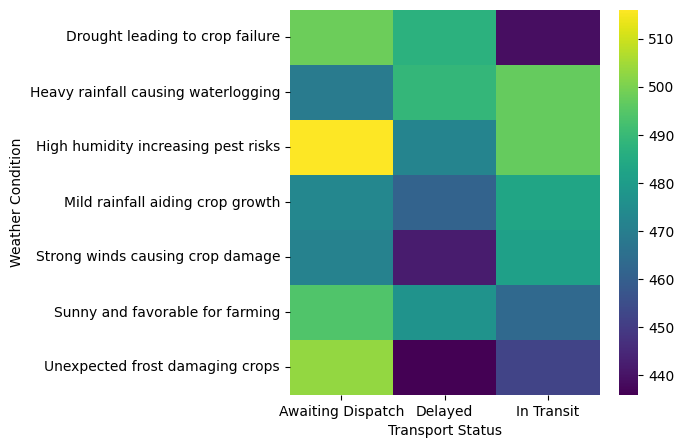 Weather Condition
Drought leading to crop failure
Heavy rainfall causing waterlogging
High humidity increasing pest risks
Mild rainfall aiding crop growth
Strong winds causing crop damage
Sunny and favorable for farming
Unexpected frost damaging crops
Awaiting Dispatch Delayed In Transit
Transport Status
510
500
490
480
470
460
450
440